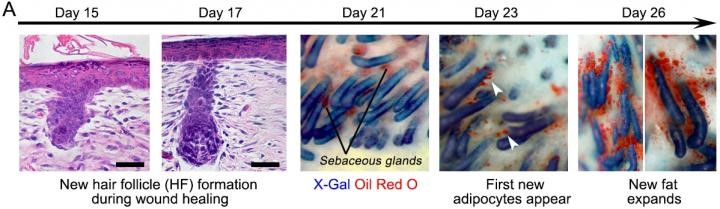 A
Day 15
Day 17
Day 21
Day 23
Day 26
Sebaceous glands
New hair follicle (HF) formation
during wound healing
X-Gal Oil Red O
First new
adipocytes appear
New fat
expands